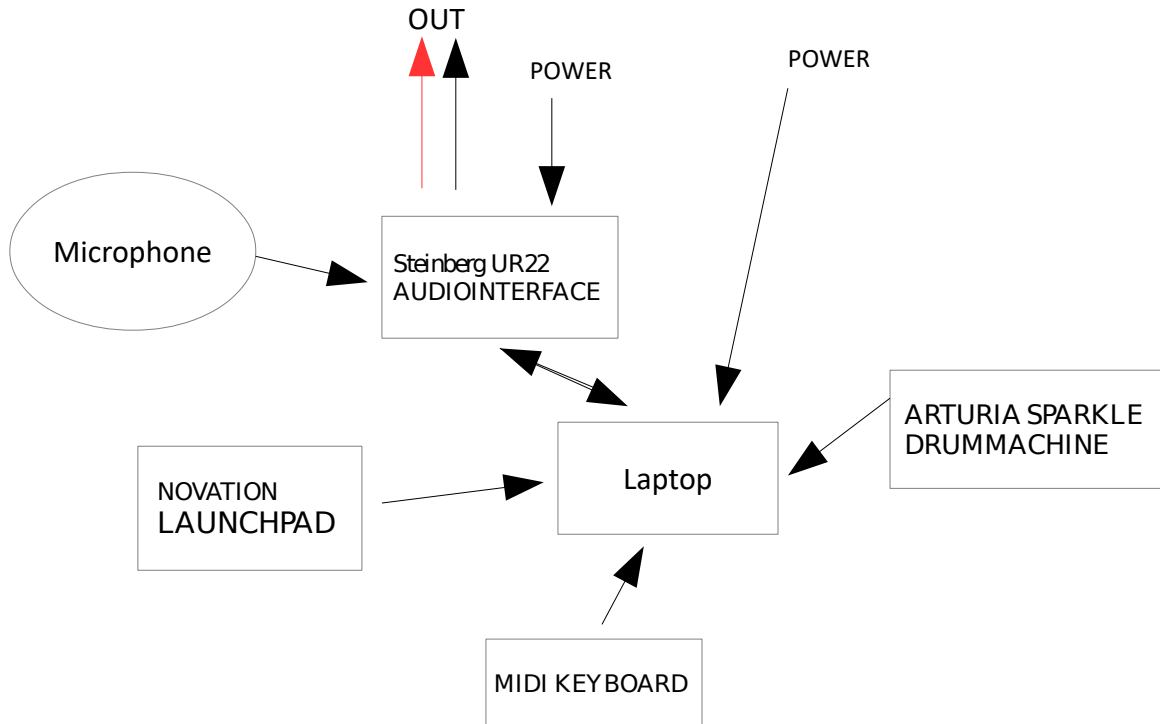 OUT
POWER
POWER
Microphone
Steinberg UR22
AUDIOINTERFACE
ARTURIA SPARKLE
DRUMMACHINE
Laptop
NOVATION
LAUNCHPAD
MIDI KEYBOARD